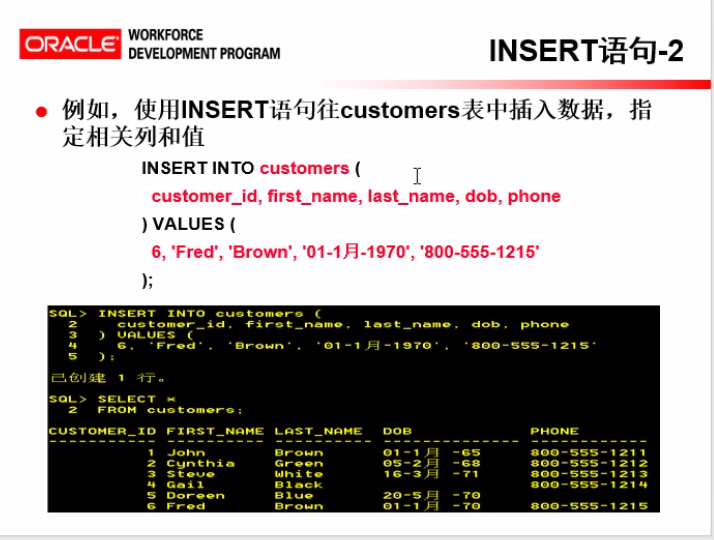 ORACLE WORKFORCE
DEVELOPMENT PROGRAM
INSERT语句-2
例如，使用INSERT语句往customers表中插入数据，指
定相关列和值
INSERT INTO customers (
customer_id, first_name, last_name, dob, phone
) VALUES (
6, 'Fred', 'Brown', '01-1月-1970', '800-555-1215'
);
SQL> INSERT INTO customers (
2 customer_id, first_name, last_name, dob, phone
3 ) VALUES (
4 6, 'Fred', 'Brown', '01-1月-1970', '800-555-1215'
5 );
已创建 1 行。
SQL> SELECT *
2 FROM customers;
CUSTOMER_ID FIRST_NAME LAST_NAME DOB PHONE
----------- ---------- ---------- -------------- ------------
1 John Brown 01-1月 -65 800-555-1211
2 Cynthia Green 05-2月 -68 800-555-1212
3 Steve White 16-3月 -71 800-555-1213
4 Gail Black 800-555-1214
5 Doreen Blue 20-5月 -70
6 Fred Brown 01-1月 -70 800-555-1215